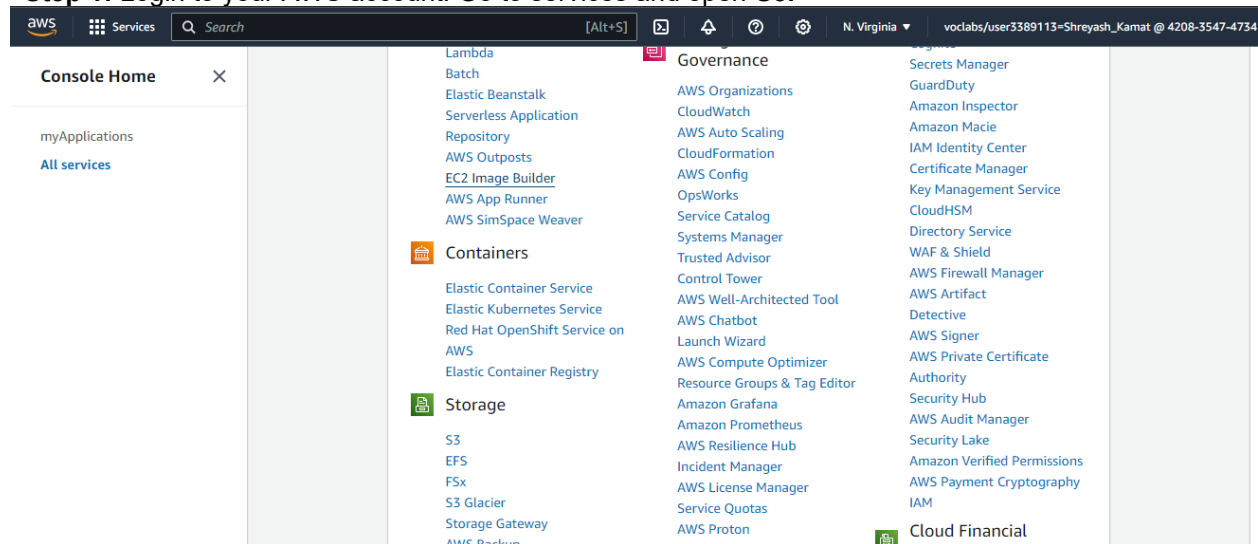 aws
Services
Search
[Alt+S]
N. Virginia
voclabs/user3389113=Shreyash_Kamat @ 4208-3547-4734
Console Home
myApplications
All services
Lambda
Batch
Elastic Beanstalk
Serverless Application
Repository
AWS Outposts
EC2 Image Builder
AWS App Runner
AWS SimSpace Weaver
Containers
Elastic Container Service
Elastic Kubernetes Service
Red Hat OpenShift Service on
AWS
Elastic Container Registry
Storage
S3
EFS
FSx
S3 Glacier
Storage Gateway
AWS Backup
Governance
AWS Organizations
CloudWatch
AWS Auto Scaling
CloudFormation
AWS Config
OpsWorks
Service Catalog
Systems Manager
Trusted Advisor
Control Tower
AWS Well-Architected Tool
AWS Chatbot
Launch Wizard
AWS Compute Optimizer
Resource Groups & Tag Editor
Amazon Grafana
Amazon Prometheus
AWS Resilience Hub
Incident Manager
AWS License Manager
Service Quotas
AWS Proton
Secrets Manager
GuardDuty
Amazon Inspector
Amazon Macie
IAM Identity Center
Certificate Manager
Key Management Service
CloudHSM
Directory Service
WAF & Shield
AWS Firewall Manager
AWS Artifact
Detective
AWS Signer
AWS Private Certificate
Authority
Security Hub
AWS Audit Manager
Security Lake
Amazon Verified Permissions
AWS Payment Cryptography
IAM
Cloud Financial